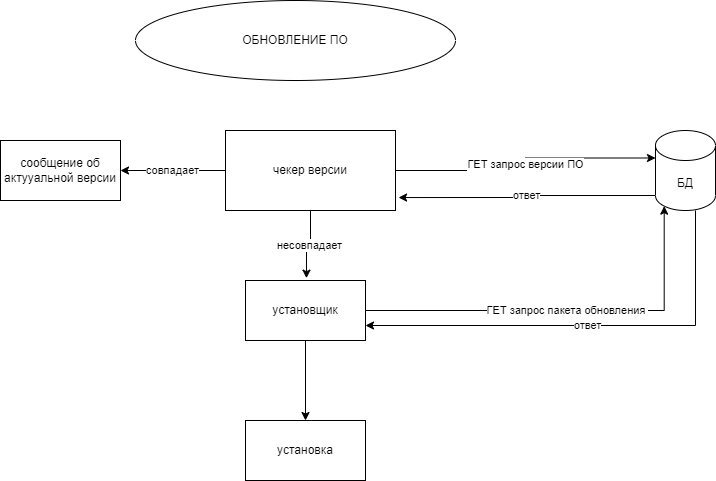 ОБНОВЛЕНИЕ ПО
сообщение об
актууальной версии
совпадает
чекер версии
ГЕТ запрос версии ПО
БД
ответ
несовпадает
установщик
ГЕТ запрос пакета обновления
ответ
установка